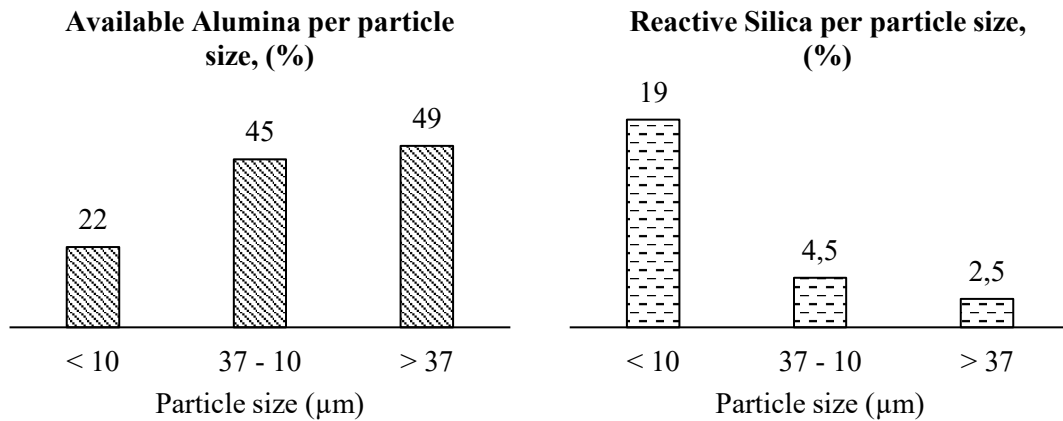 Available Alumina per particle
size, (%)
22
45
49
< 10
37 - 10
> 37
Particle size (µm)
Reactive Silica per particle size,
(%)
19
4,5
2,5
< 10
37 - 10
> 37
Particle size (µm)